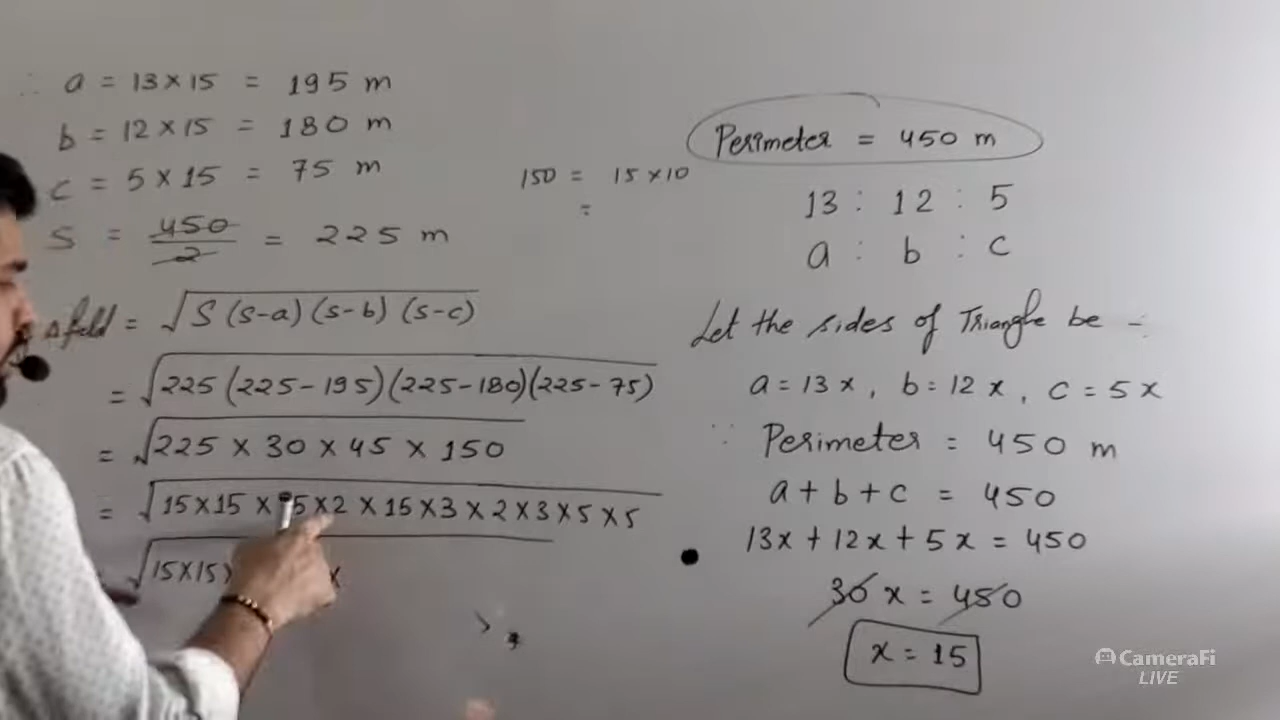 ∴ a = 13 × 15 = 195 m
b = 12 × 15 = 180 m
c = 5 × 15 = 75 m
S = 450/2 = 225 m
Δ field = √S (s-a) (s-b) (s-c)
= √225 (225 - 195) (225 - 180) (225 - 75)
= √225 × 30 × 45 × 150
= √15 × 15 × 15 × 2 × 15 × 3 × 2 × 3 × 5 × 5
√15 × 15 ×
150 = 15 × 10
=
Perimeter = 450 m
13 : 12 : 5
a : b : c
Let the sides of Triangle be -
a = 13x , b = 12x , c = 5x
∵ Perimeter = 450 m
a + b + c = 450
13x + 12x + 5x = 450
30x = 450
x = 15
CameraFi
LIVE